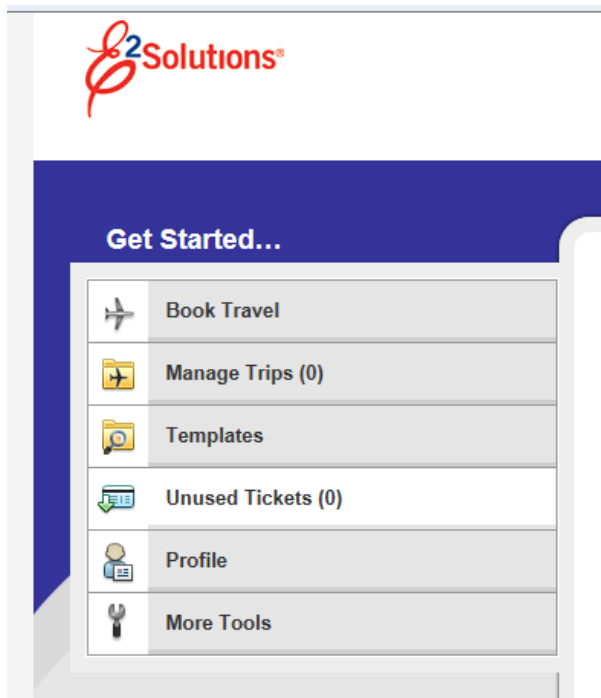 E2Solutions®
Get Started...
Book Travel
Manage Trips (0)
Templates
Unused Tickets (0)
Profile
More Tools